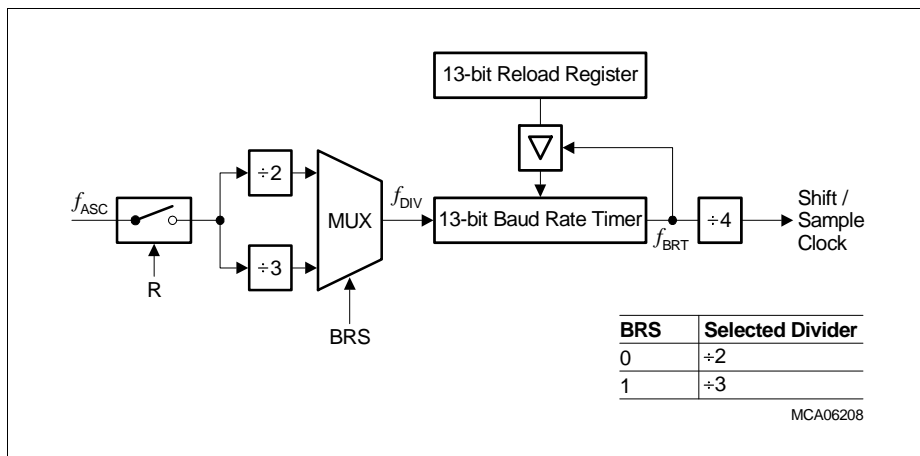 13-bit Reload Register
÷2
f_ASC
f_DIV
MUX
13-bit Baud Rate Timer
÷4
Shift /
Sample
Clock
f_BRT
÷3
R
BRS
BRS Selected Divider
0 ÷2
1 ÷3
MCA06208